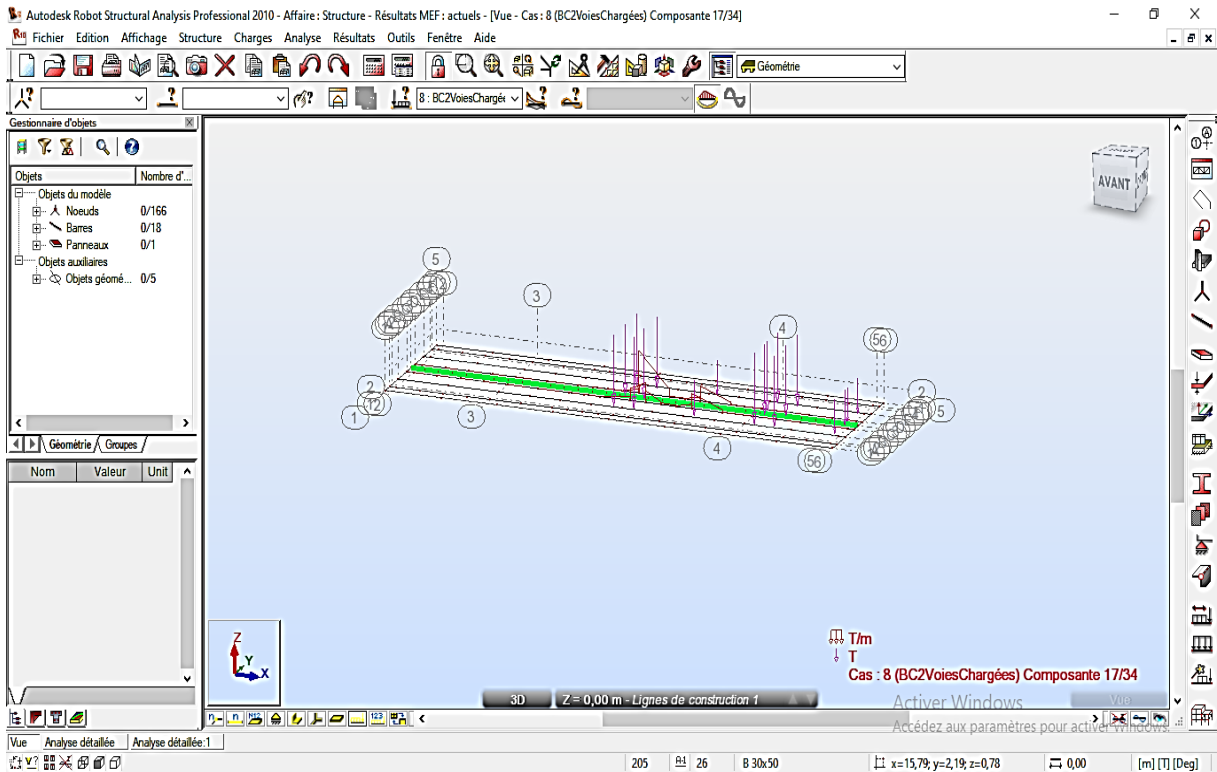 Autodesk Robot Structural Analysis Professional 2010 - Affaire : Structure - Résultats MEF : actuels - [Vue - Cas : 8 (BC2VoiesChargées) Composante 17/34]
Fichier Edition Affichage Structure Charges Analyse Résultats Outils Fenêtre Aide
Géométrie
8 : BC2VoiesChargée
Gestionnaire d'objets
Objets Nombre d'...
Objets du modèle
Noeuds 0/166
Barres 0/18
Panneaux 0/1
Objets auxiliaires
Objets géomé... 0/5
Géométrie Groupes
Nom Valeur Unit
AVANT
5
3
4
56
2
1
12
3
4
56
2
5
Z
Y
X
T/m
T
Cas : 8 (BC2VoiesChargées) Composante 17/34
3D Z = 0,00 m - Lignes de construction 1
Vue
Activer Windows
Accédez aux paramètres pour activer Windows.
Vue Analyse détaillée Analyse détaillée:1
205 26 B 30x50 x=15,79; y=2,19; z=0,78 0,00 [m] [T] [Deg]